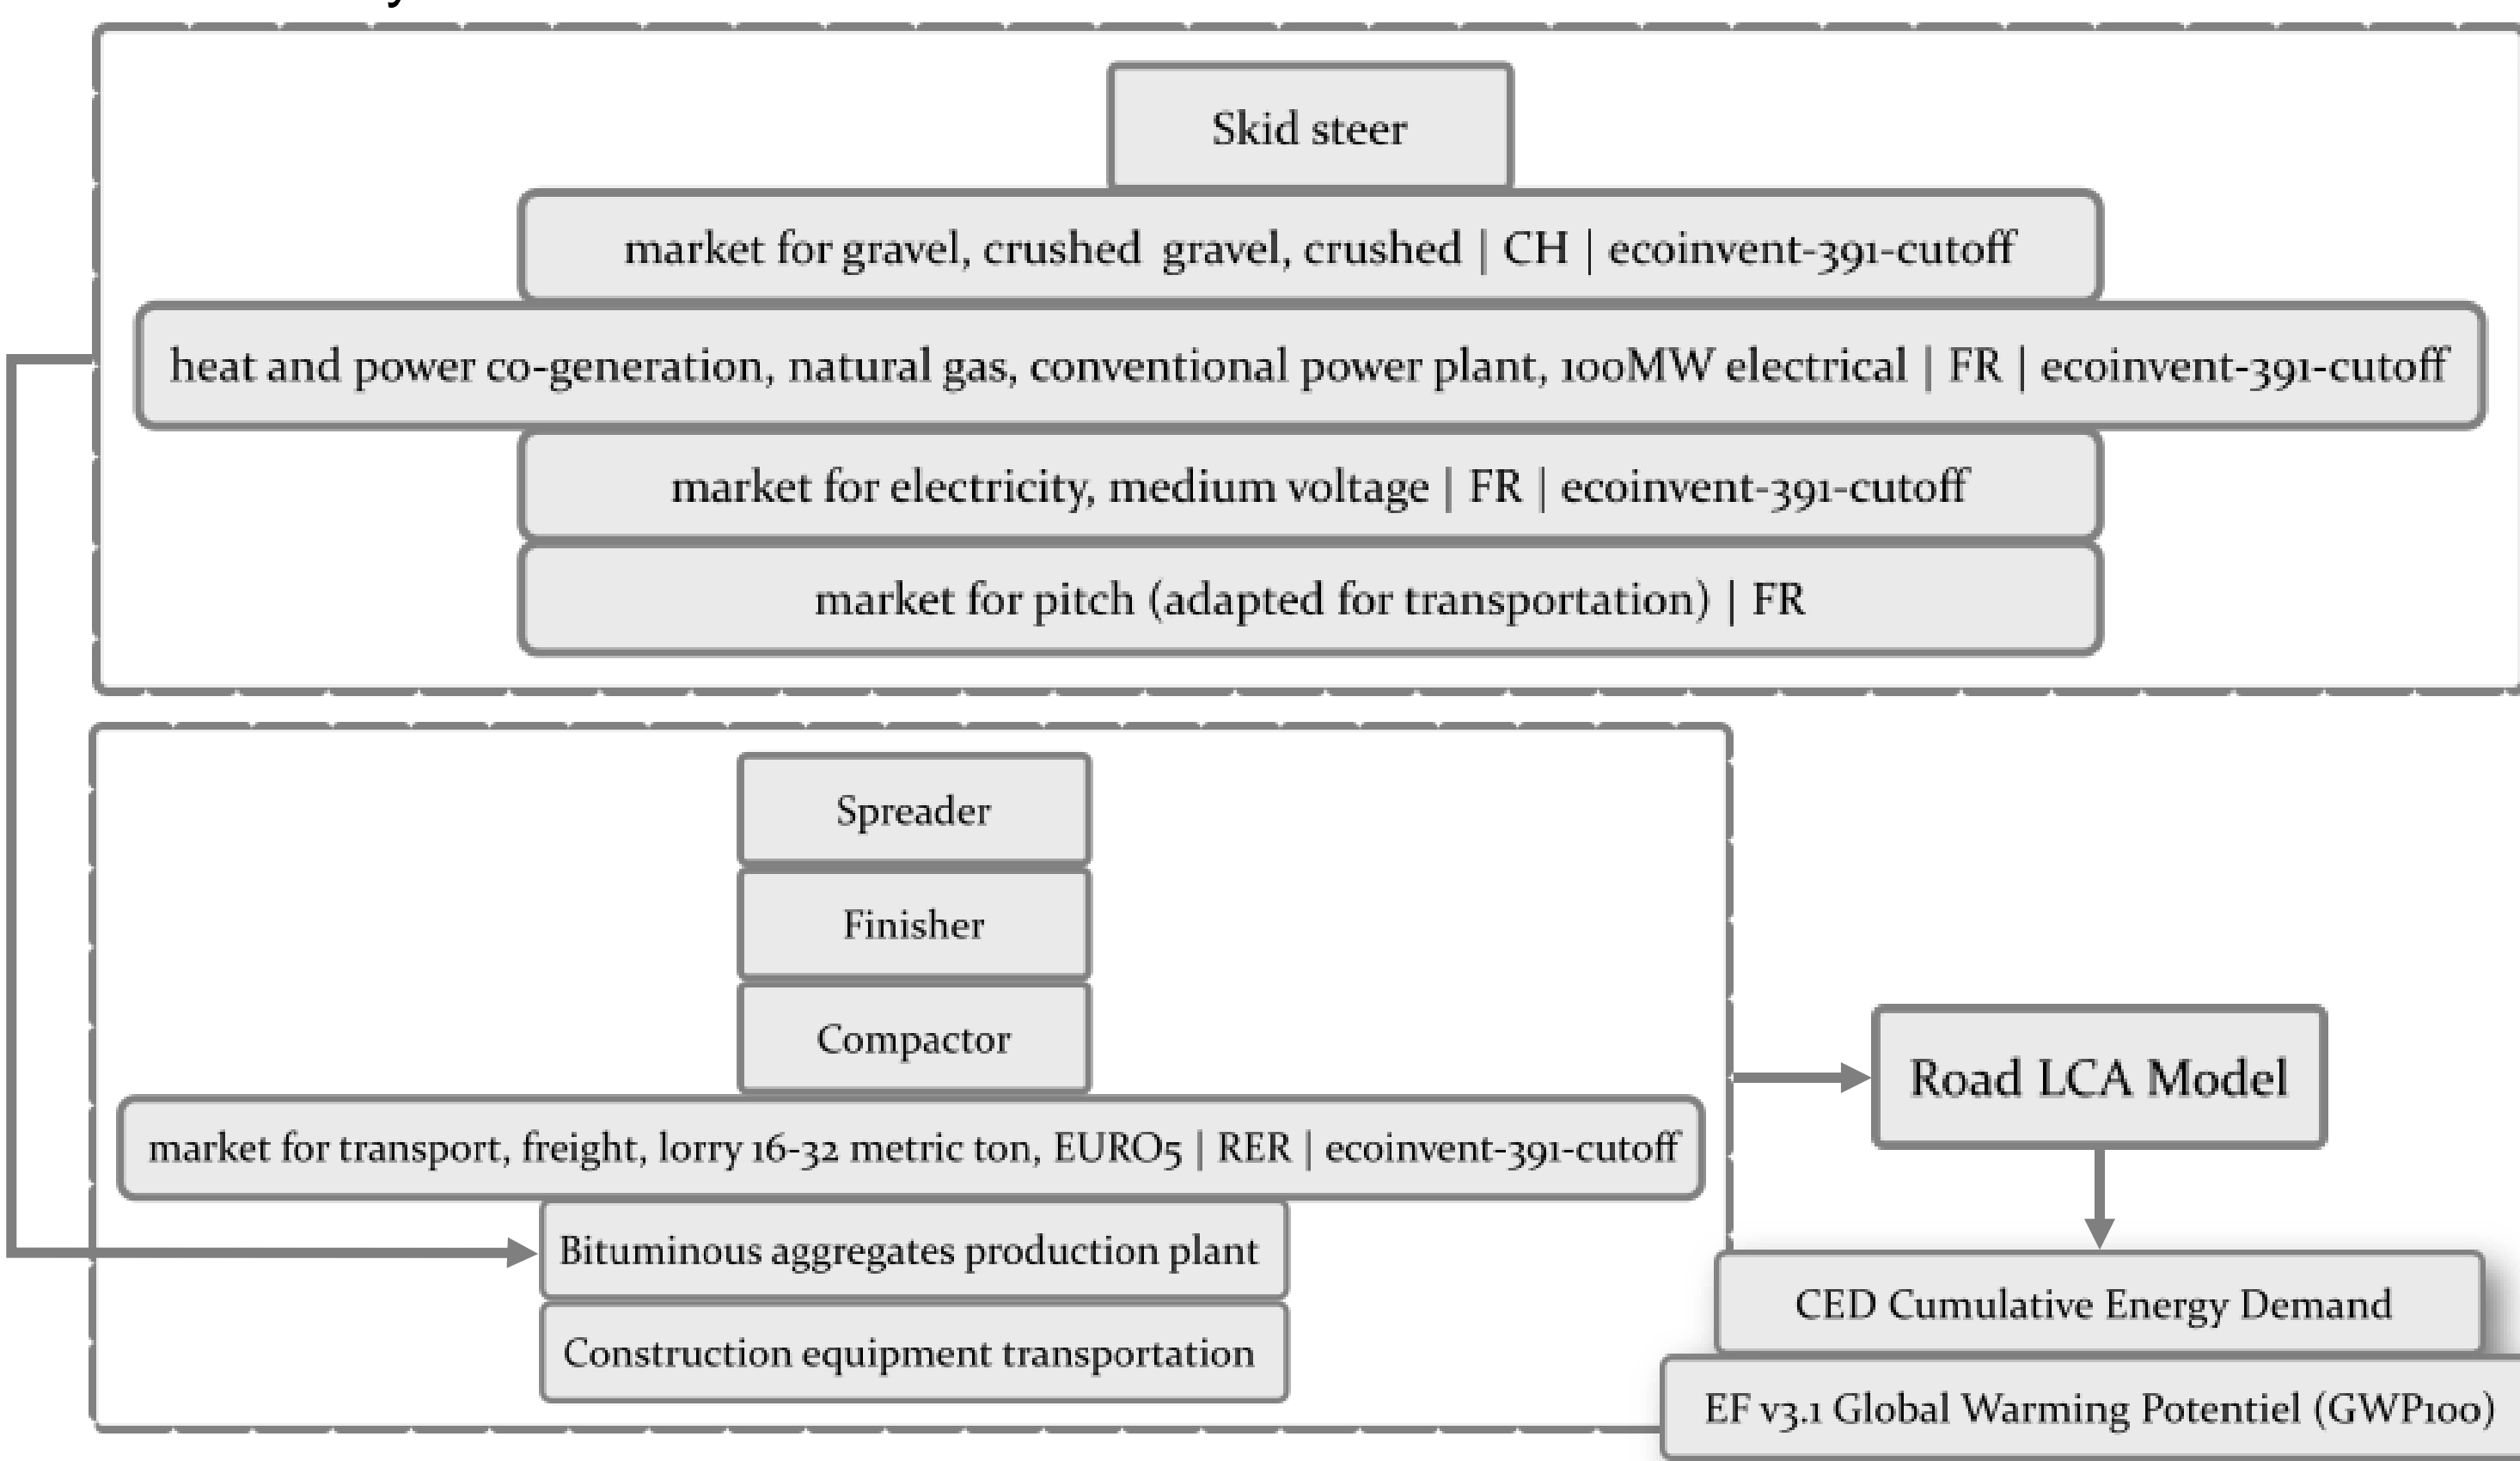 Skid steer
market for gravel, crushed gravel, crushed | CH | ecoinvent-391-cutoff
heat and power co-generation, natural gas, conventional power plant, 100MW electrical | FR | ecoinvent-391-cutoff
market for electricity, medium voltage | FR | ecoinvent-391-cutoff
market for pitch (adapted for transportation) | FR
Spreader
Finisher
Compactor
market for transport, freight, lorry 16-32 metric ton, EURO5 | RER | ecoinvent-391-cutoff
Bituminous aggregates production plant
Construction equipment transportation
Road LCA Model
CED Cumulative Energy Demand
EF v3.1 Global Warming Potentiel (GWP100)